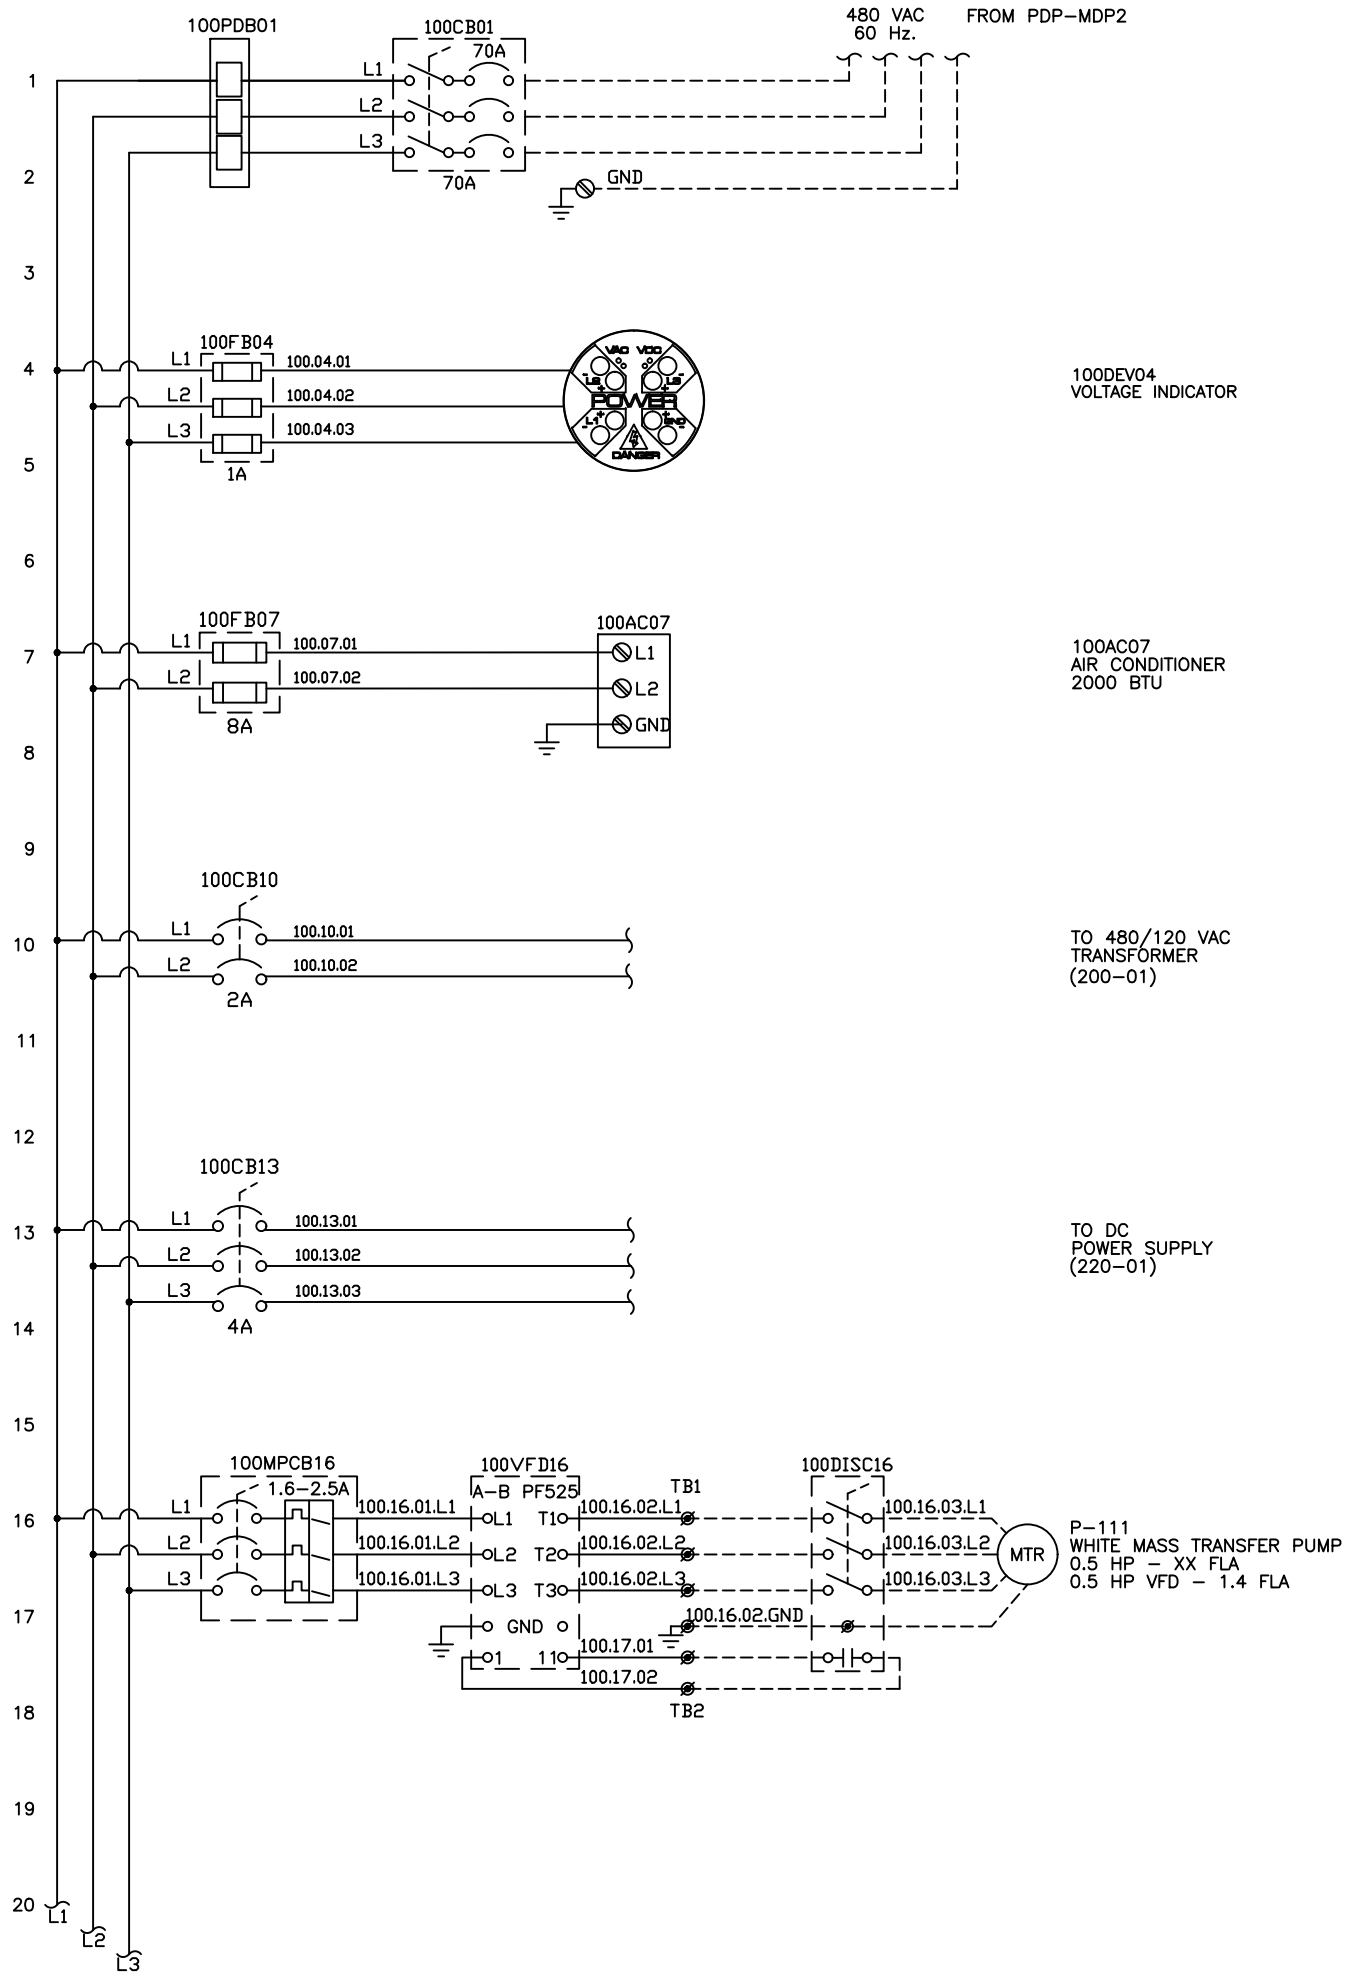 480 VAC FROM PDP-MDP2
60 Hz.
100PDB01
100CB01
70A
1
L1
L2
L3
70A
2
GND
3
100FB04
4
L1
100.04.01
L2
100.04.02
L3
100.04.03
1A
VAC VDC
L2
L3
POWER
L1
GND
DANGER
100DEV04
VOLTAGE INDICATOR
5
6
100FB07
7
L1
100.07.01
L2
100.07.02
8A
100AC07
L1
L2
GND
100AC07
AIR CONDITIONER
2000 BTU
8
9
100CB10
10
L1
100.10.01
L2
100.10.02
2A
TO 480/120 VAC
TRANSFORMER
(200-01)
11
12
100CB13
13
L1
100.13.01
L2
100.13.02
L3
100.13.03
4A
TO DC
POWER SUPPLY
(220-01)
14
15
100MPCB16
1.6-2.5A
100VFD16
A-B PF525
TB1
100DISC16
16
L1
100.16.01.L1
L1 T1
100.16.02.L1
100.16.03.L1
L2
100.16.01.L2
L2 T2
100.16.02.L2
100.16.03.L2
L3
100.16.01.L3
L3 T3
100.16.02.L3
100.16.03.L3
MTR
P-111
WHITE MASS TRANSFER PUMP
0.5 HP - XX FLA
0.5 HP VFD - 1.4 FLA
17
GND
100.16.02.GND
1 11
100.17.01
100.17.02
TB2
18
19
20
L1
L2
L3